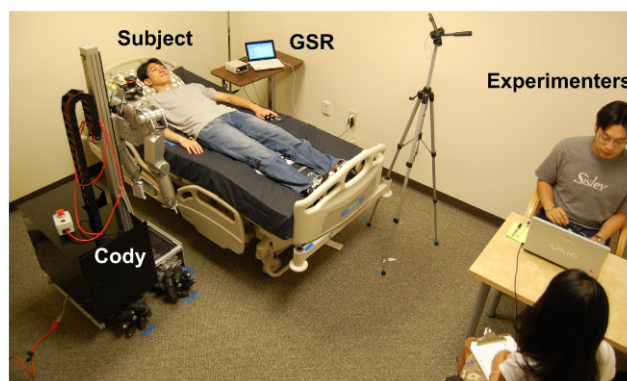 Subject
GSR
Experimenters
Sisley
VAIO
Cody